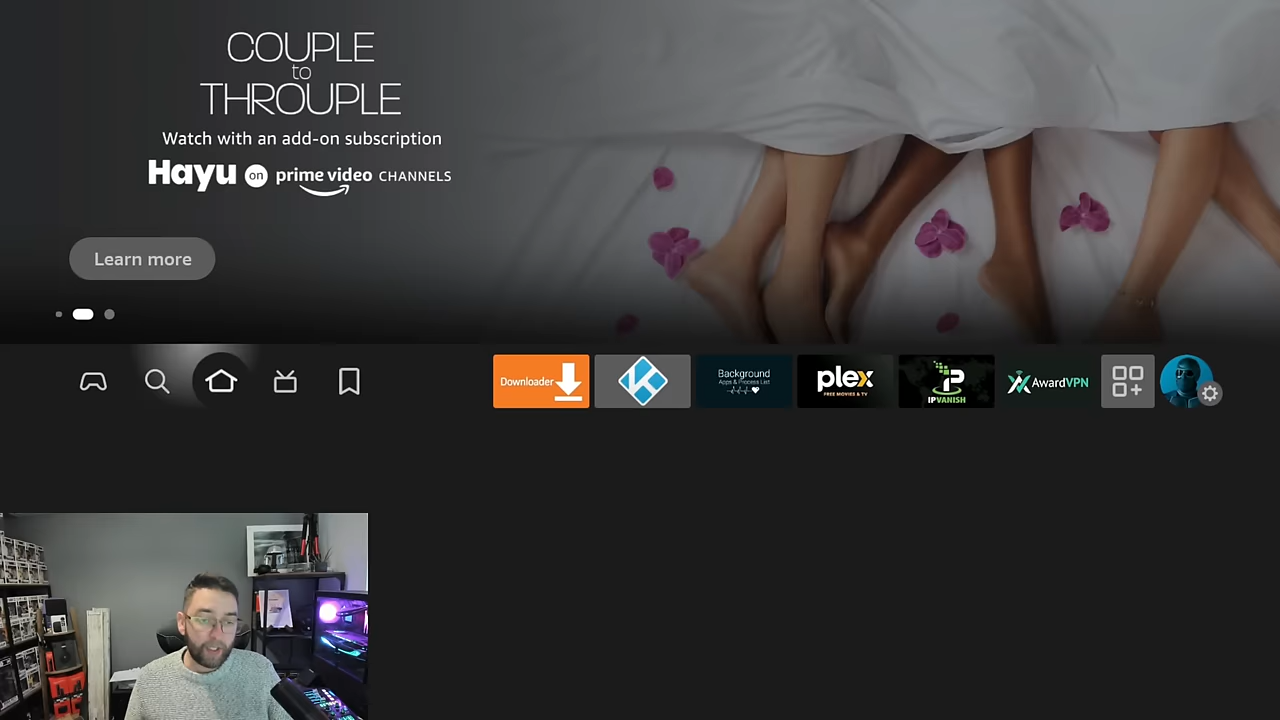 COUPLE
to
THROUPLE
Watch with an add-on subscription
Hayu on prime video CHANNELS
Learn more
Downloader
Background
Apps & Process List
plex
FREE MOVIES & TV
IPVANISH
AwardVPN